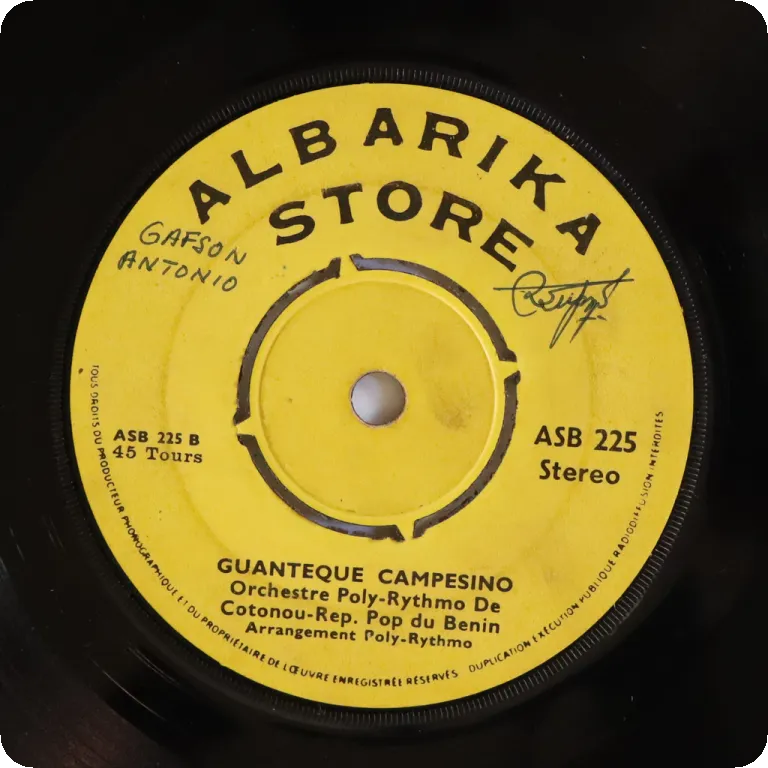 ALBARIKA
STORE
GAFSON
ANTONIO
ASB 225 B
45 Tours
ASB 225
Stereo
GUANTEQUE CAMPESINO
Orchestre Poly-Rythmo De
Cotonou-Rep. Pop du Benin
Arrangement Poly-Rythmo
TOUS DROITS DU PRODUCTEUR PHONOGRAPHIQUE ET DU PROPRIÉTAIRE DE L'ŒUVRE ENREGISTRÉE RÉSERVÉS DUPLICATION EXECUTION PUBLIQUE RADIODIFFUSION INTERDITES